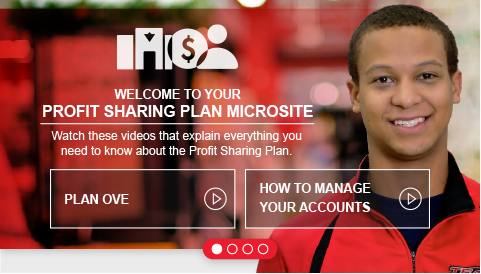 WELCOME TO YOUR
PROFIT SHARING PLAN MICROSITE
Watch these videos that explain everything you
need to know about the Profit Sharing Plan.
PLAN OVE
HOW TO MANAGE
YOUR ACCOUNTS
$